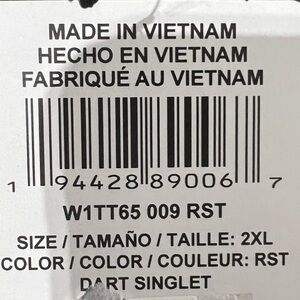 MADE IN VIETNAM
HECHO EN VIETNAM
FABRIQUÉ AU VIETNAM
1 94428 89006 7
W1TT65 009 RST
SIZE / TAMAÑO / TAILLE: 2XL
COLOR / COLOR / COULEUR: RST
DART SINGLET